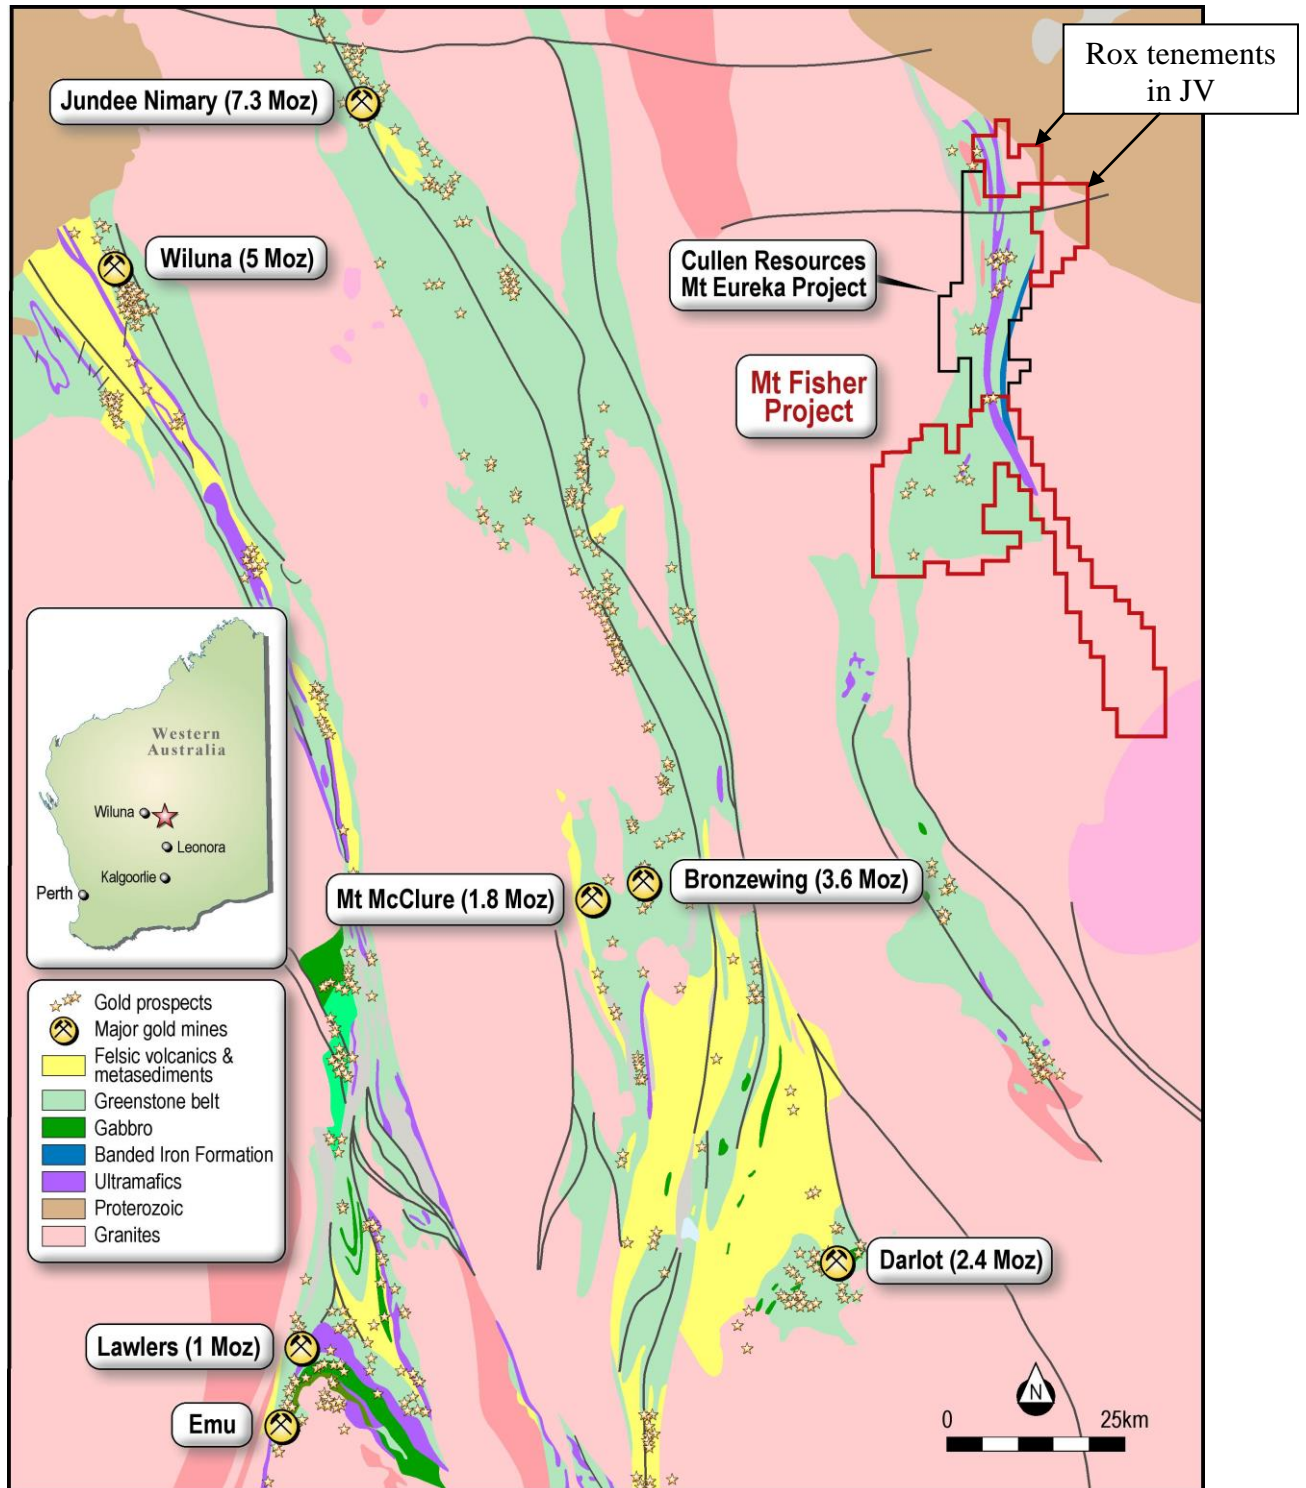 Rox tenements
in JV
Jundee Nimary (7.3 Moz)
Wiluna (5 Moz)
Cullen Resources
Mt Eureka Project
Mt Fisher
Project
Western
Australia
Wiluna
Leonora
Kalgoorlie
Perth
Mt McClure (1.8 Moz)
Bronzewing (3.6 Moz)
Gold prospects
Major gold mines
Felsic volcanics &
metasediments
Greenstone belt
Gabbro
Banded Iron Formation
Ultramafics
Proterozoic
Granites
Darlot (2.4 Moz)
Lawlers (1 Moz)
Emu
N
0 25km